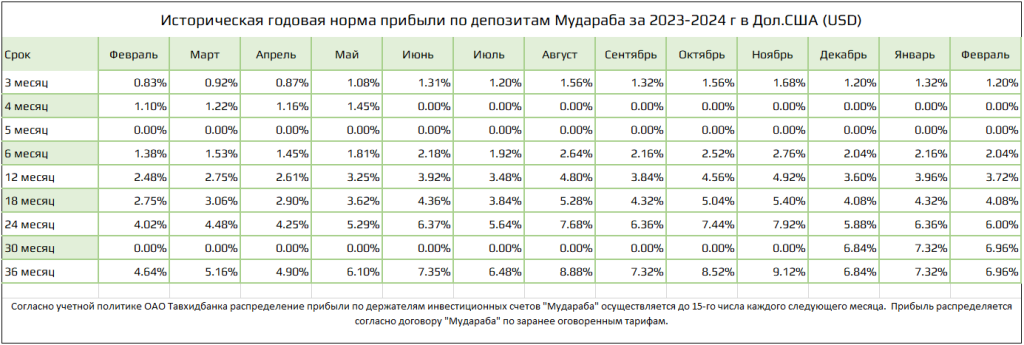 Историческая годовая норма прибыли по депозитам Мудараба за 2023-2024 г в Дол.США (USD)
Срок Февраль Март Апрель Май Июнь Июль Август Сентябрь Октябрь Ноябрь Декабрь Январь Февраль
3 месяц 0.83% 0.92% 0.87% 1.08% 1.31% 1.20% 1.56% 1.32% 1.56% 1.68% 1.20% 1.32% 1.20%
4 месяц 1.10% 1.22% 1.16% 1.45% 0.00% 0.00% 0.00% 0.00% 0.00% 0.00% 0.00% 0.00% 0.00%
5 месяц 0.00% 0.00% 0.00% 0.00% 0.00% 0.00% 0.00% 0.00% 0.00% 0.00% 0.00% 0.00% 0.00%
6 месяц 1.38% 1.53% 1.45% 1.81% 2.18% 1.92% 2.64% 2.16% 2.52% 2.76% 2.04% 2.16% 2.04%
12 месяц 2.48% 2.75% 2.61% 3.25% 3.92% 3.48% 4.80% 3.84% 4.56% 4.92% 3.60% 3.96% 3.72%
18 месяц 2.75% 3.06% 2.90% 3.62% 4.36% 3.84% 5.28% 4.32% 5.04% 5.40% 4.08% 4.32% 4.08%
24 месяц 4.02% 4.48% 4.25% 5.29% 6.37% 5.64% 7.68% 6.36% 7.44% 7.92% 5.88% 6.36% 6.00%
30 месяц 0.00% 0.00% 0.00% 0.00% 0.00% 0.00% 0.00% 0.00% 0.00% 0.00% 6.84% 7.32% 6.96%
36 месяц 4.64% 5.16% 4.90% 6.10% 7.35% 6.48% 8.88% 7.32% 8.52% 9.12% 6.84% 7.32% 6.96%
Согласно учетной политике ОАО Тавхидбанка распределение прибыли по держателям инвестиционных счетов "Мудараба" осуществляется до 15-го числа каждого следующего месяца. Прибыль распределяется
согласно договору "Мудараба" по заранее оговоренным тарифам.